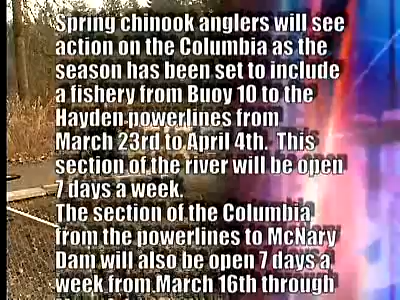 Spring chinook anglers will see
action on the Columbia as the
season has been set to include
a fishery from Buoy 10 to the
Hayden powerlines from
March 23rd to April 4th. This
section of the river will be open
7 days a week.
The section of the Columbia
from the powerlines to McNary
Dam will also be open 7 days a
week from March 16th through